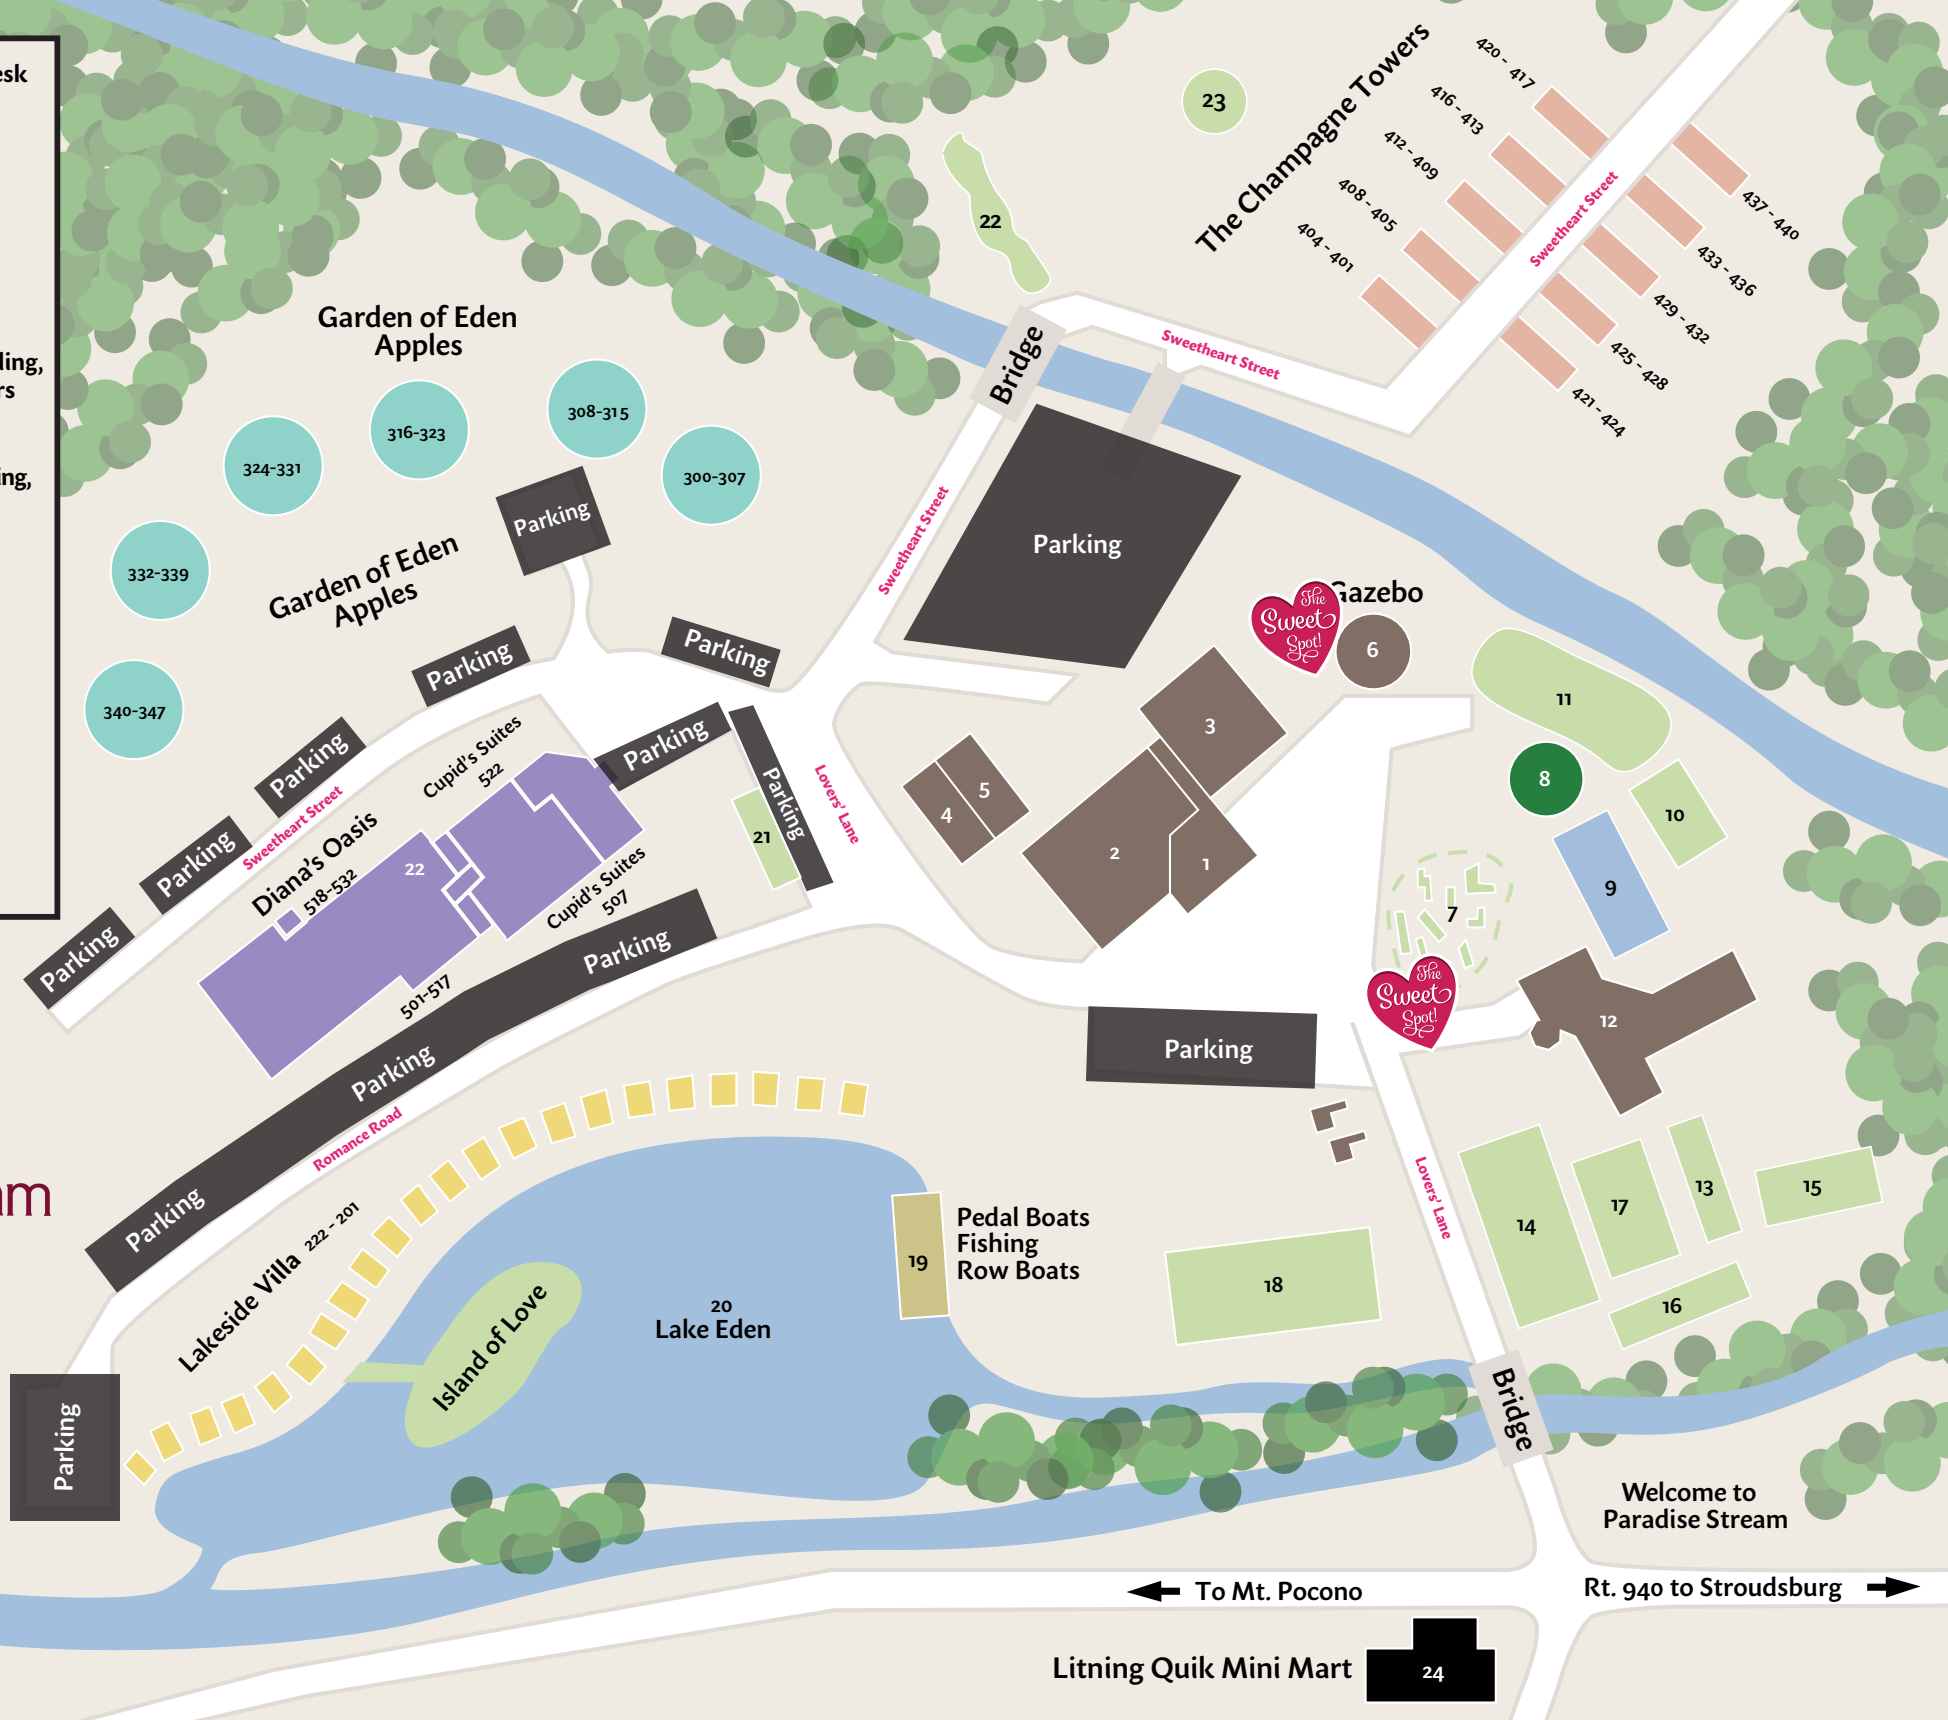 esk
ding,
rs
ing,
am
Garden of Eden
Apples
308-315
316-323
300-307
324-331
332-339
340-347
Garden of Eden
Apples
Parking
Parking
Parking
Parking
Parking
Parking
Parking
Parking
Parking
Parking
Parking
Parking
Parking
Parking
Sweetheart Street
Sweetheart Street
Sweetheart Street
Sweetheart Street
Bridge
22
23
The Champagne Towers
420 - 417
416 - 413
412 - 409
408 - 405
404 - 401
437 - 440
433 - 436
429 - 432
425 - 428
421 - 424
Gazebo
The
Sweet
Spot!
6
3
5
4
2
1
11
8
10
9
7
The
Sweet
Spot!
12
Cupid's Suites
522
Diana's Oasis
518-532
22
Cupid's Suites
507
501-517
21
Lovers' Lane
Romance Road
Lakeside Villa 222 - 201
Island of Love
20
Lake Eden
19
Pedal Boats
Fishing
Row Boats
18
Lovers' Lane
14
17
13
15
16
Bridge
Welcome to
Paradise Stream
To Mt. Pocono
Rt. 940 to Stroudsburg
Litning Quik Mini Mart
24